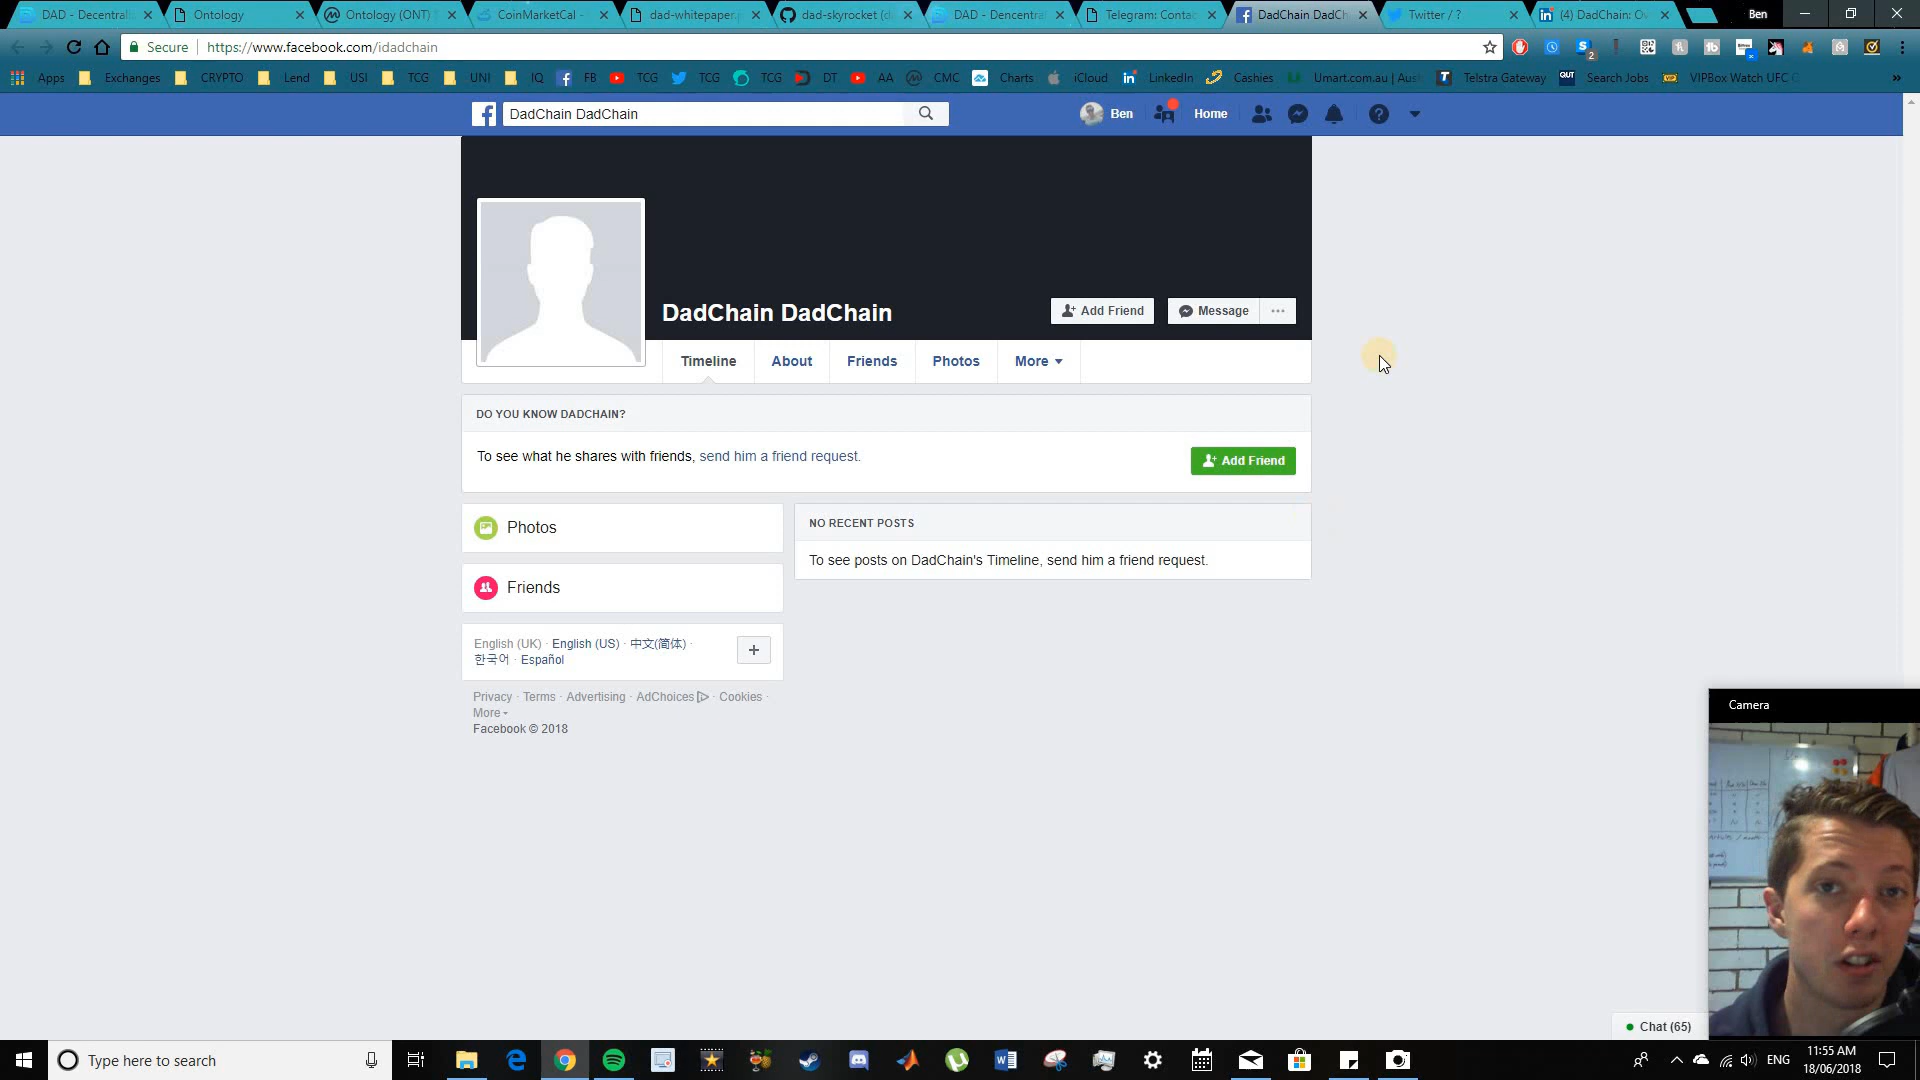 DAD - Decentrali
Ontology
Ontology (ONT)
CoinMarketCal -
dad-whitepaper.p
dad-skyrocket (d
DAD - Dencentra
Telegram: Contac
DadChain DadCh
Twitter / ?
(4) DadChain: Ov
Ben
Secure
https://www.facebook.com/idadchain
Apps
Exchanges
CRYPTO
Lend
USI
TCG
UNI
IQ
FB
TCG
TCG
TCG
DT
AA
CMC
Charts
iCloud
LinkedIn
Cashies
Umart.com.au | Aust
Telstra Gateway
Search Jobs
VIPBox Watch UFC
DadChain DadChain
Ben
Home
DadChain DadChain
Add Friend
Message
Timeline
About
Friends
Photos
More
DO YOU KNOW DADCHAIN?
To see what he shares with friends, send him a friend request.
Add Friend
Photos
Friends
NO RECENT POSTS
To see posts on DadChain's Timeline, send him a friend request.
English (UK) · English (US) · 中文(简体) ·
한국어 · Español
Privacy · Terms · Advertising · AdChoices · Cookies ·
More
Facebook © 2018
Camera
Chat (65)
Type here to search
ENG
11:55 AM
18/06/2018